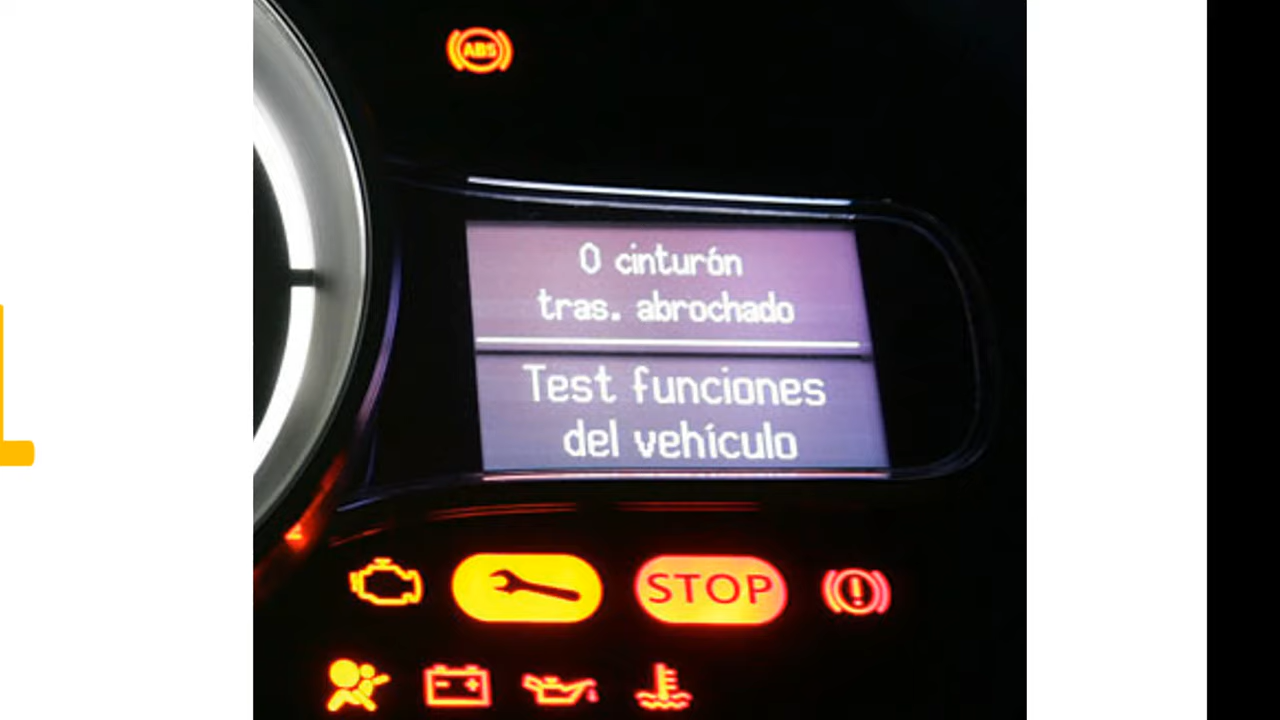 ABS
0 cinturón
tras. abrochado
Test funciones
del vehículo
STOP